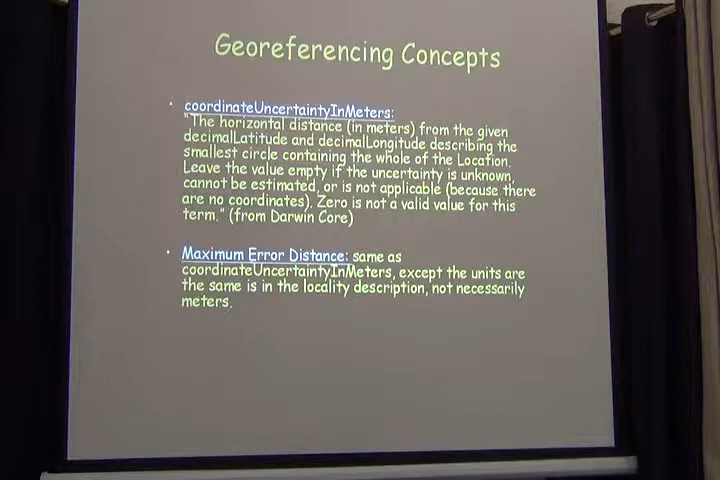 Georeferencing Concepts
• coordinateUncertaintyInMeters:
"The horizontal distance (in meters) from the given
decimalLatitude and decimalLongitude describing the
smallest circle containing the whole of the Location.
Leave the value empty if the uncertainty is unknown,
cannot be estimated, or is not applicable (because there
are no coordinates). Zero is not a valid value for this
term." (from Darwin Core)
• Maximum Error Distance: same as
coordinateUncertaintyInMeters, except the units are
the same is in the locality description, not necessarily
meters.